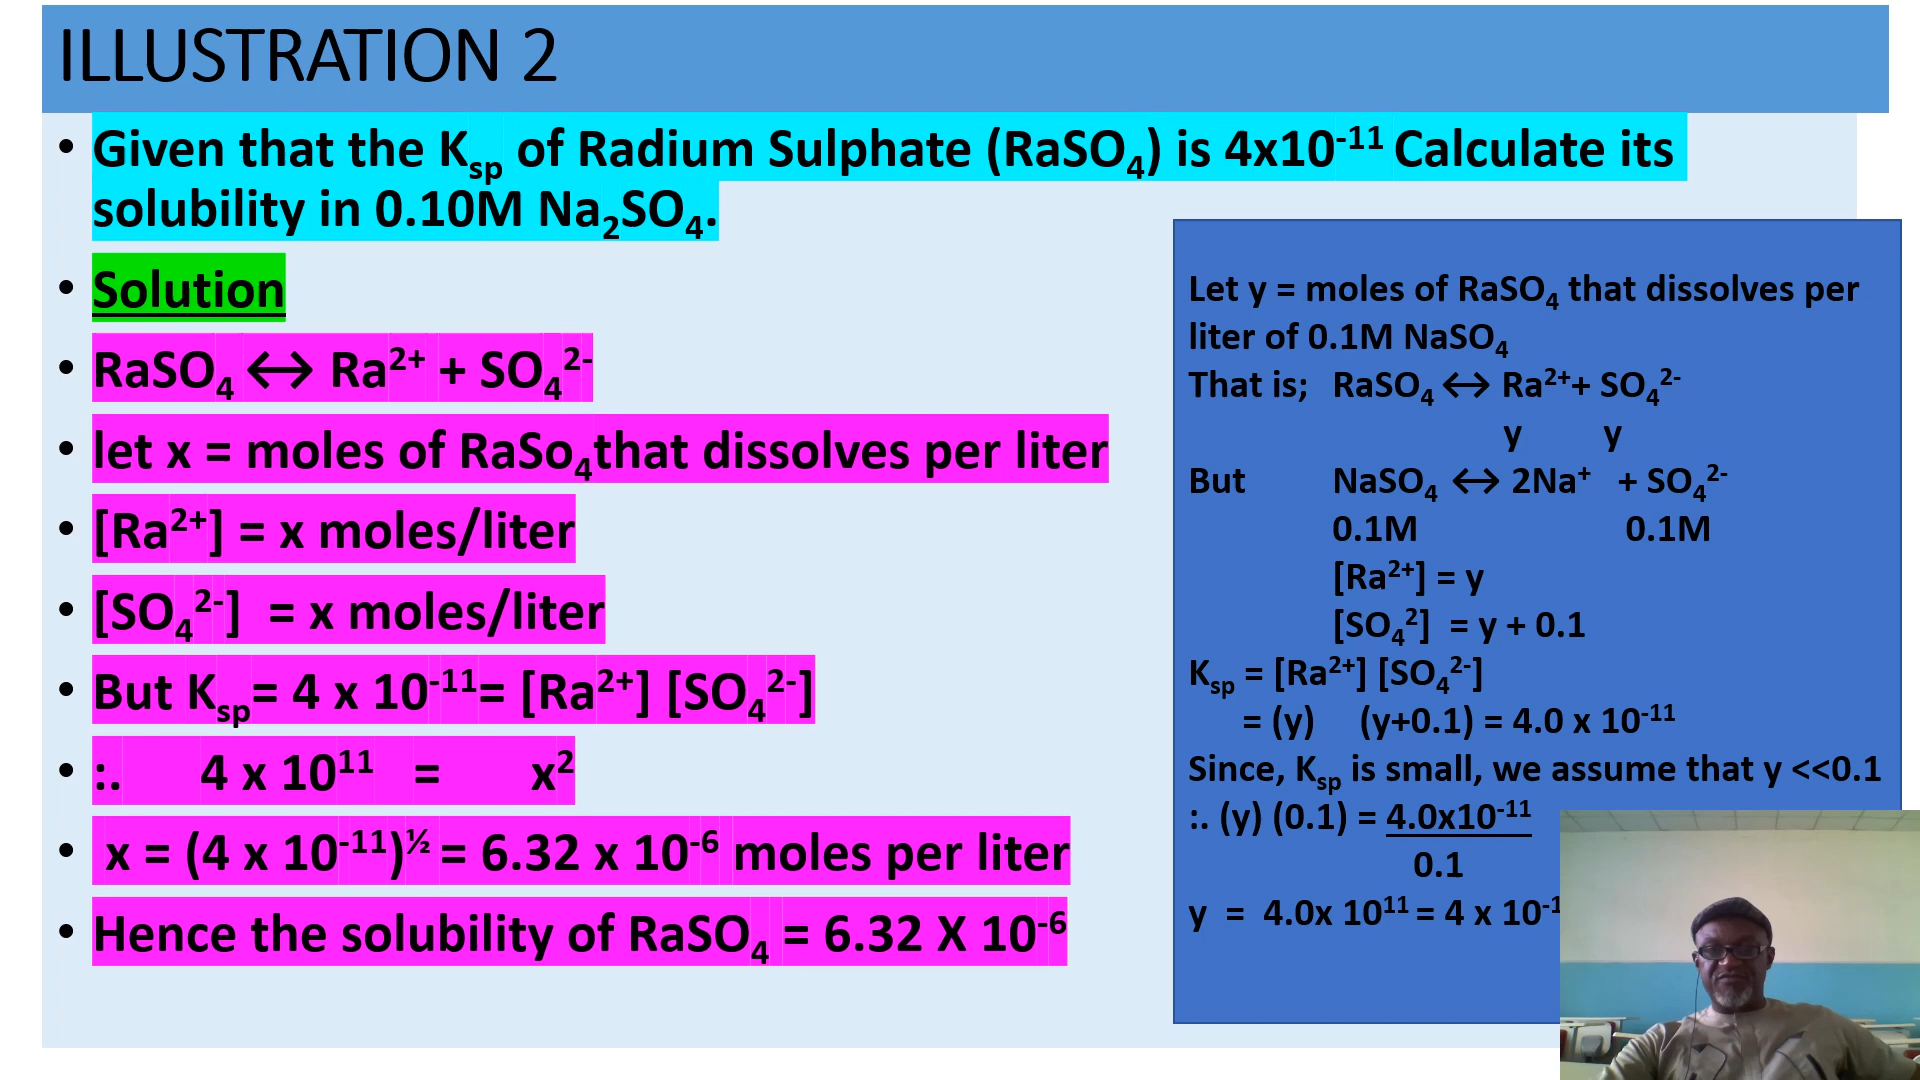 ILLUSTRATION 2
• Given that the Ksp of Radium Sulphate (RaSO₄) is 4x10⁻¹¹ Calculate its
solubility in 0.10M Na₂SO₄.
• Solution
• RaSO₄ ↔ Ra²⁺ + SO₄²⁻
• let x = moles of RaSo₄that dissolves per liter
• [Ra²⁺] = x moles/liter
• [SO₄²⁻] = x moles/liter
• But Ksp= 4 x 10⁻¹¹= [Ra²⁺] [SO₄²⁻]
• :. 4 x 10¹¹ = x²
• x = (4 x 10⁻¹¹)^½ = 6.32 x 10⁻⁶ moles per liter
• Hence the solubility of RaSO₄ = 6.32 X 10⁻⁶
Let y = moles of RaSO₄ that dissolves per
liter of 0.1M NaSO₄
That is; RaSO₄ ↔ Ra²⁺+ SO₄²⁻
y y
But NaSO₄ ↔ 2Na⁺ + SO₄²⁻
0.1M 0.1M
[Ra²⁺] = y
[SO₄²] = y + 0.1
Ksp = [Ra²⁺] [SO₄²⁻]
= (y) (y+0.1) = 4.0 x 10⁻¹¹
Since, Ksp is small, we assume that y <<0.1
:. (y) (0.1) = 4.0x10⁻¹¹
0.1
y = 4.0x 10¹¹ = 4 x 10⁻¹